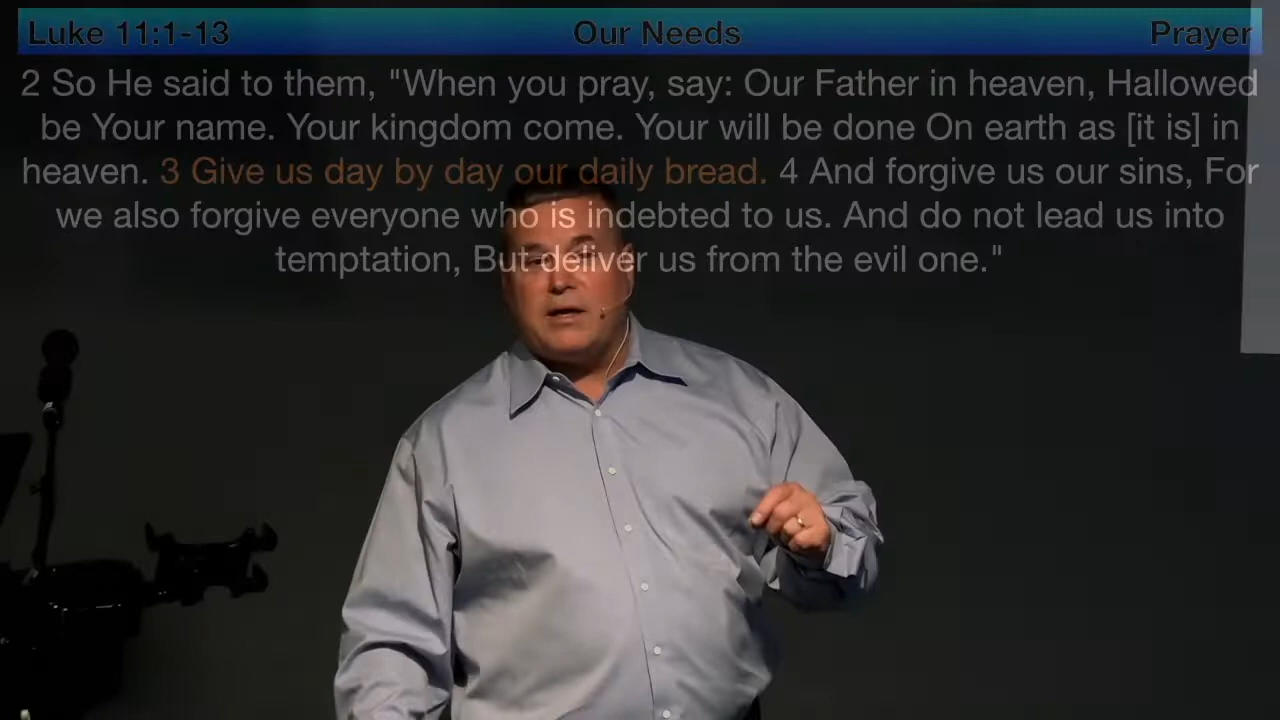 Luke 11:1-13 Our Needs Prayer
2 So He said to them, "When you pray, say: Our Father in heaven, Hallowed
be Your name. Your kingdom come. Your will be done On earth as [it is] in
heaven. 3 Give us day by day our daily bread. 4 And forgive us our sins, For
we also forgive everyone who is indebted to us. And do not lead us into
temptation, But deliver us from the evil one."